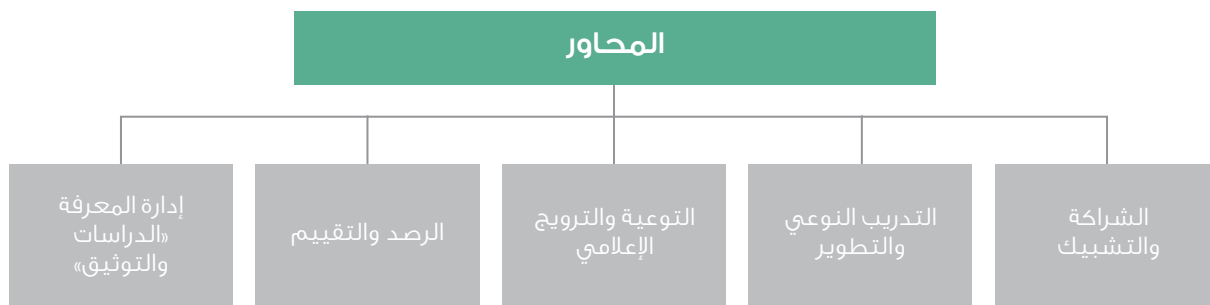 المحاور
الشراكة
والتشبيك
التدريب النوعي
والتطوير
التوعية والترويج
الإعلامي
الرصد والتقييم
إدارة المعرفة
«الدراسات
والتوثيق»